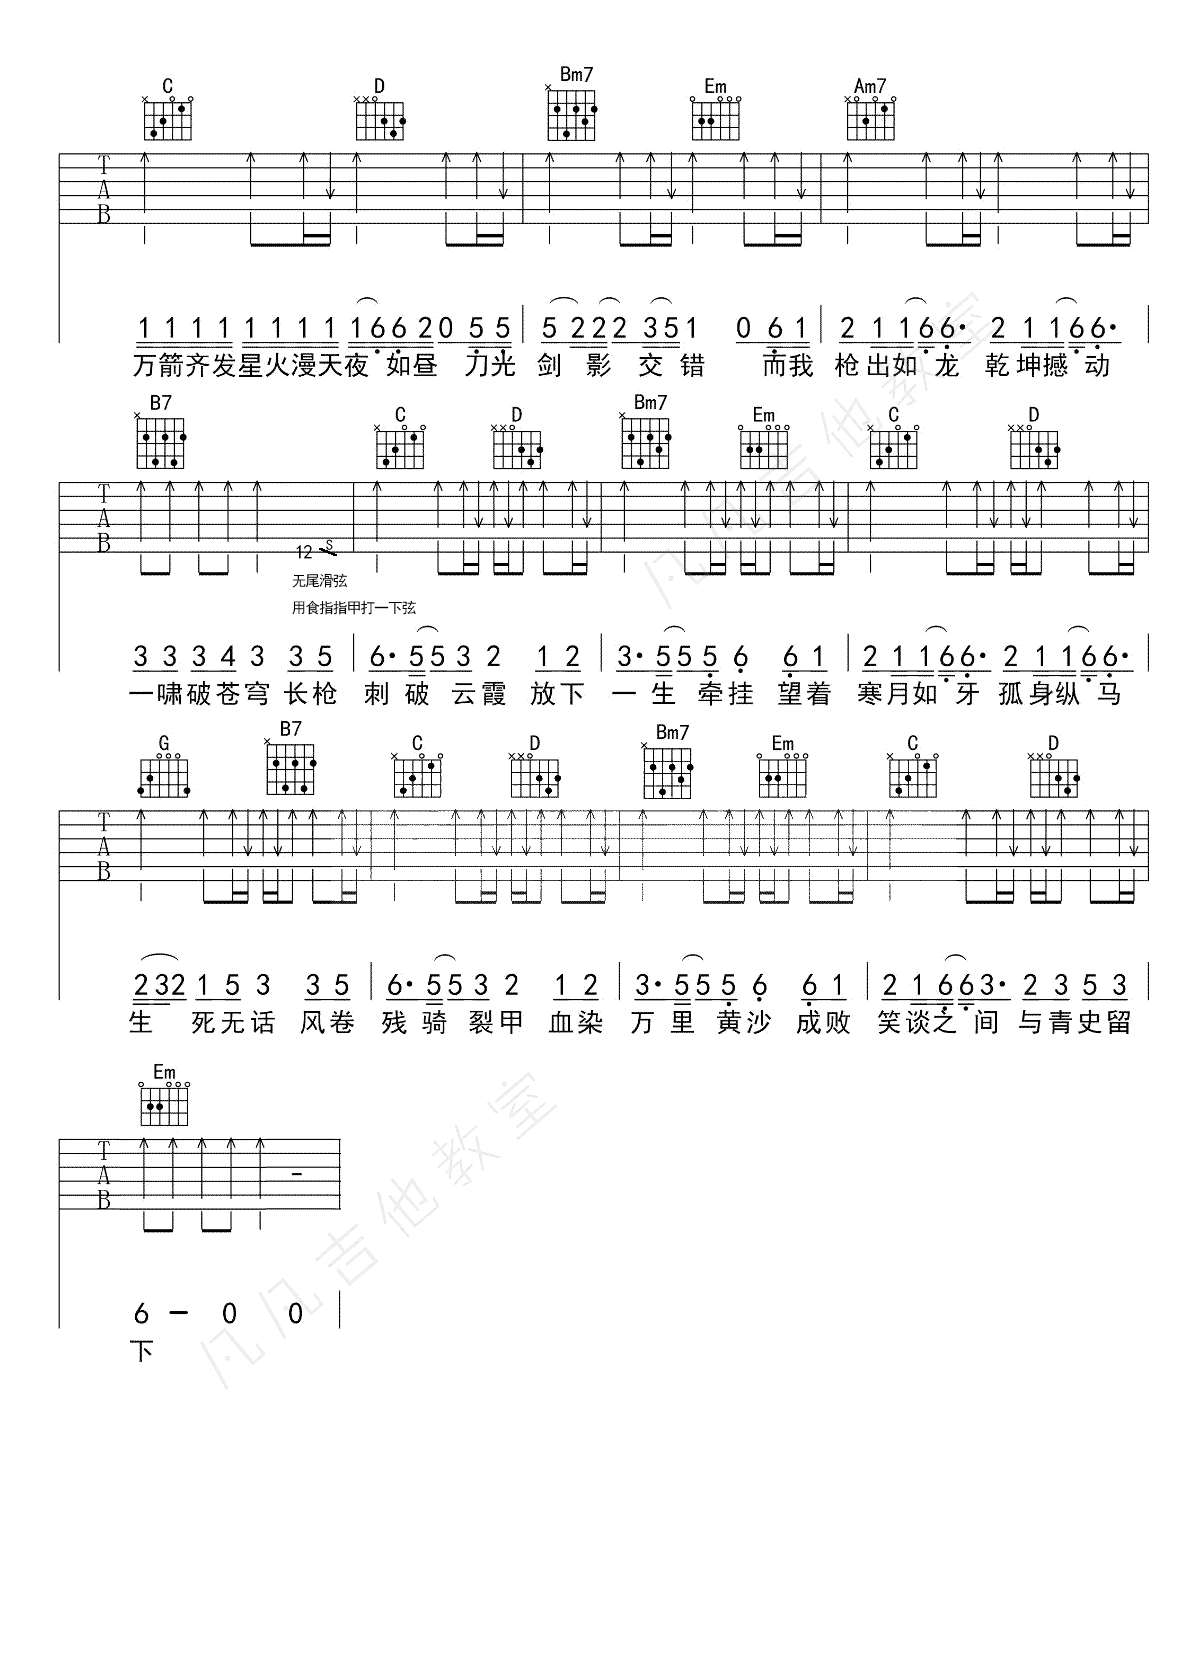 C D Bm7 Em Am7
T
A
B
1 1 1 1 1 1 1 1 1 6 6 2 0 5 5 5 2 2 2 3 5 1 0 6 1 2 1 1 6 6· 2 1 1 6 6·
万箭齐发星火漫天夜 如昼 刀光 剑 影 交 错 而我 枪出如 龙 乾坤撼 动
B7 C D Bm7 Em C D
T
A
B
12 S
无尾滑弦
用食指指甲打一下弦
3 3 3 4 3 3 5 6· 5 5 3 2 1 2 3· 5 5 5 6 6 1 2 1 1 6 6· 2 1 1 6 6·
一啸破苍穹 长枪 刺 破 云霞 放下 一 生 牵挂 望着 寒月如 牙 孤身纵 马
G B7 C D Bm7 Em C D
T
A
B
2 3 2 1 5 3 3 5 6· 5 5 3 2 1 2 3· 5 5 5 6 6 1 2 1 6 6 3· 2 3 5 3
生 死无话 风卷 残 骑 裂甲 血染 万 里 黄沙 成败 笑谈之 间 与青史留
Em
T
A
B
6 – 0 0
下
凡凡吉他教室
凡凡吉他教室